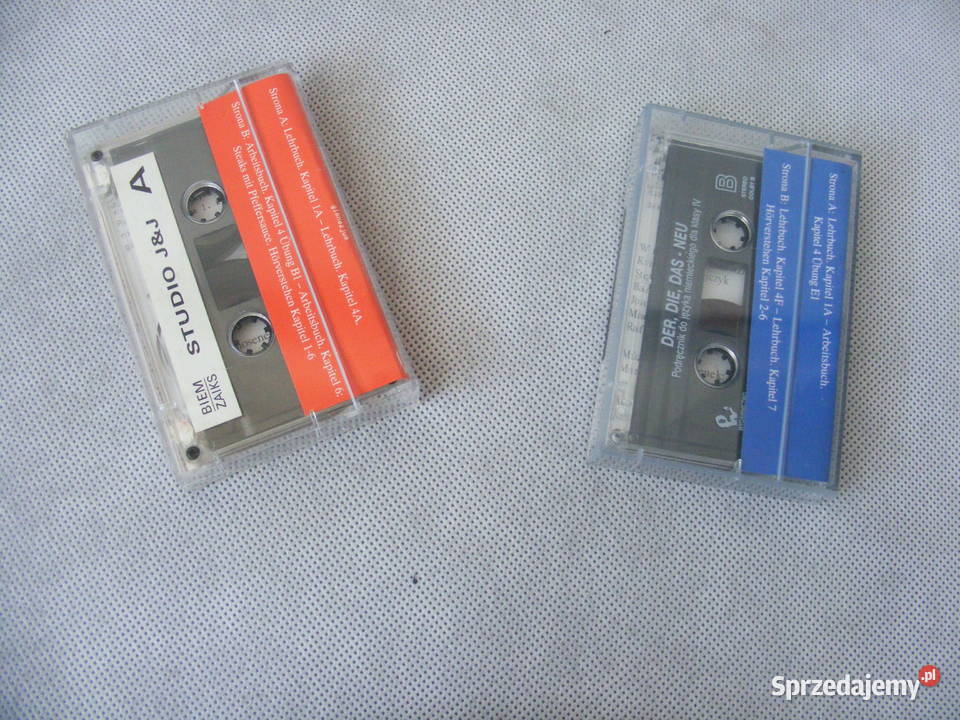 Strona A: Lehrbuch. Kapitel 1A – Lehrbuch. Kapitel 4A.
Strona B: Arbeitsbuch. Kapitel 4 Übung B1 – Arbeitsbuch. Kapitel 6;
Steaks mit Pfeffersauce. Hörverstehen Kapitel 1-6
A
STUDIO J&J
BIEM
ZAIKS
Strona A: Lehrbuch. Kapitel 1A – Arbeitsbuch.
Kapitel 4 Übung E1
Strona B: Lehrbuch. Kapitel 4F – Lehrbuch. Kapitel 7
Hörverstehen Kapitel 2-6
B
STEREO
DOLBY B
DER, DIE, DAS - NEU
Podręcznik do języka niemieckiego dla klasy IV
Sprzedajemy.pl